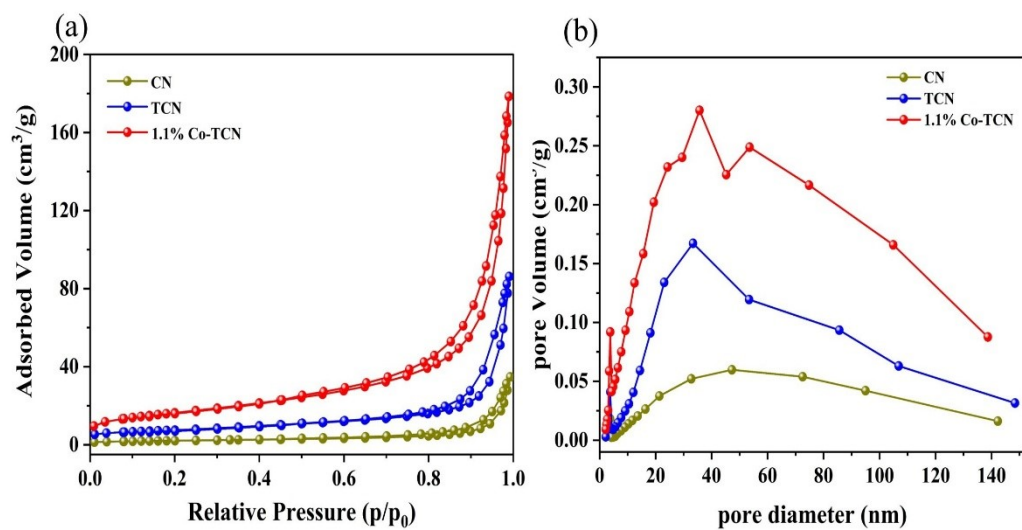 (a)
200
160
120
80
40
0
Adsorbed Volume (cm³/g)
CN
TCN
1.1% Co-TCN
0.0 0.2 0.4 0.6 0.8 1.0
Relative Pressure (p/p₀)
(b)
0.30
0.25
0.20
0.15
0.10
0.05
0.00
pore Volume (cm³/g)
CN
TCN
1.1% Co-TCN
0 20 40 60 80 100 120 140
pore diameter (nm)